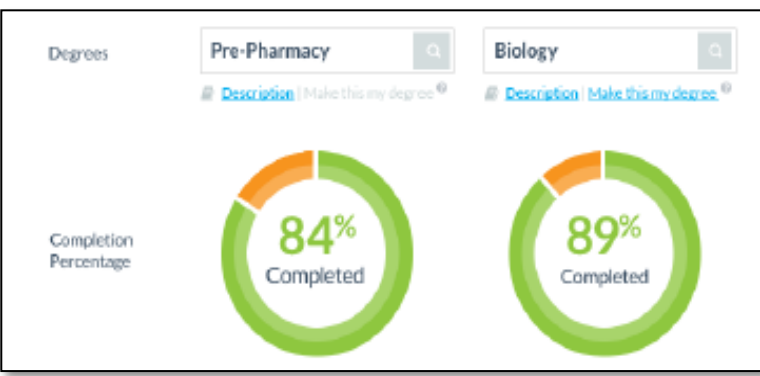 Degrees
Pre-Pharmacy
Biology
Description | Make this my degree
Description | Make this my degree
Completion
Percentage
84%
Completed
89%
Completed